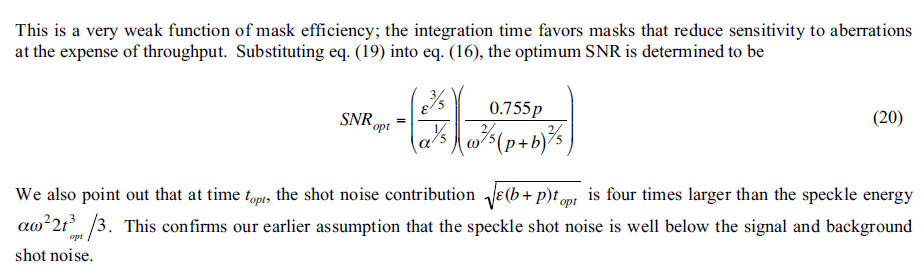 This is a very weak function of mask efficiency; the integration time favors masks that reduce sensitivity to aberrations
at the expense of throughput. Substituting eq. (19) into eq. (16), the optimum SNR is determined to be
SNR_opt = (ε^{3/5} / α^{1/5}) (0.755p / ω^{2/5}(p + b)^{2/5}) (20)
We also point out that at time t_opt, the shot noise contribution √(ε(b + p)t_opt) is four times larger than the speckle energy
αω²2t³_opt /3. This confirms our earlier assumption that the speckle shot noise is well below the signal and background
shot noise.